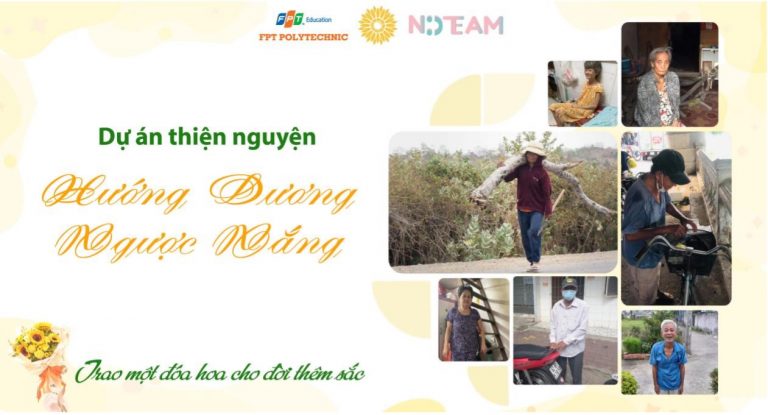 FPT Education
FPT POLYTECHNIC
NDTEAM
Dự án thiện nguyện
Hướng Dương
Ngược Nắng
Trao một đóa hoa cho đời thêm sắc